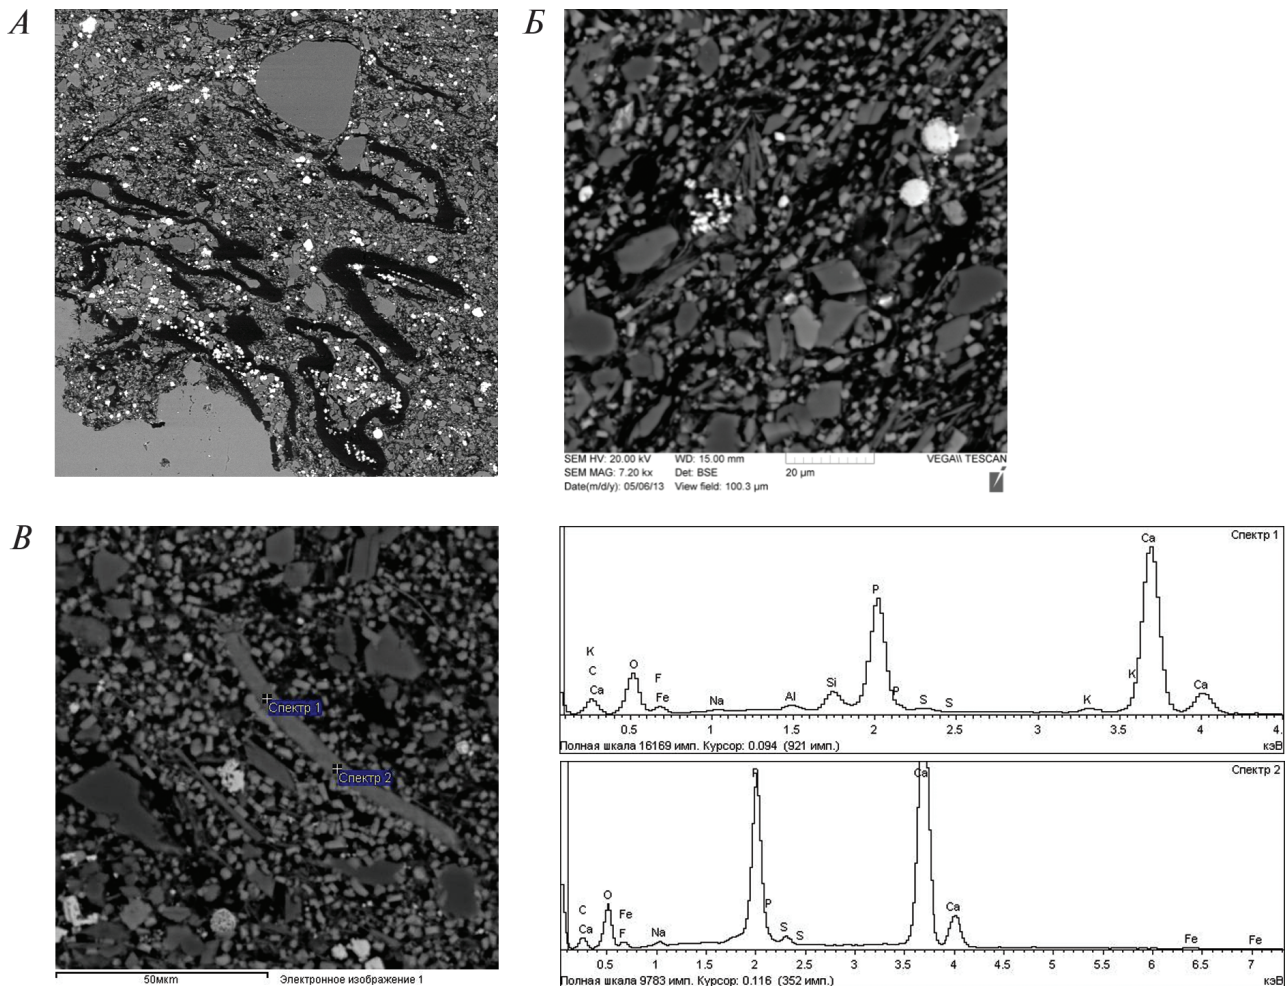 А
Б
SEM HV: 20.00 kV WD: 15.00 mm VEGA\\ TESCAN
SEM MAG: 7.20 kx Det: BSE 20 µm
Date(m/d/y): 05/06/13 View field: 100.3 µm
В
Спектр 1
Спектр 2
50мкm Электронное изображение 1
Спектр 1
Ca
P
K
C
Ca
O
F
Fe
Na
Al
Si
P
S
S
K
K
Ca
0.5 1 1.5 2 2.5 3 3.5 4.
Полная шкала 16169 имп. Курсор: 0.094 (921 имп.) кэВ
Спектр 2
P
Ca
C
Ca
O
Fe
F
Na
P
S
S
Ca
Fe
Fe
0.5 1 1.5 2 2.5 3 3.5 4 4.5 5 5.5 6 6.5 7
Полная шкала 9783 имп. Курсор: 0.116 (352 имп.) кэВ